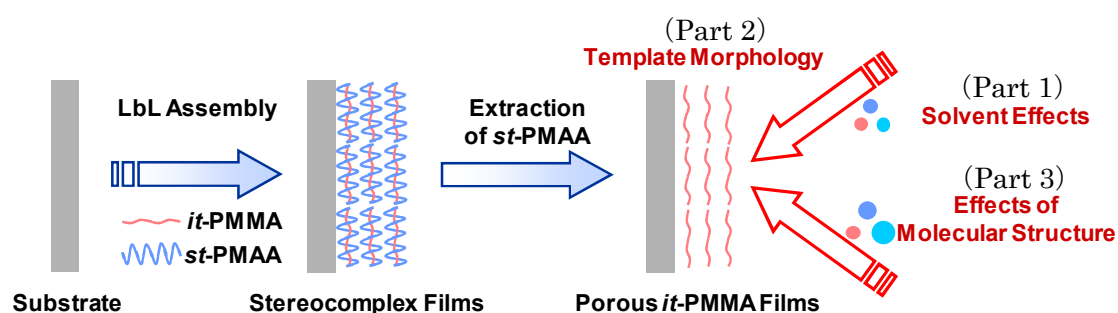 (Part 2)
Template Morphology
LbL Assembly
Extraction
of st-PMAA
(Part 1)
Solvent Effects
(Part 3)
Effects of
Molecular Structure
it-PMMA
st-PMAA
Substrate
Stereocomplex Films
Porous it-PMMA Films